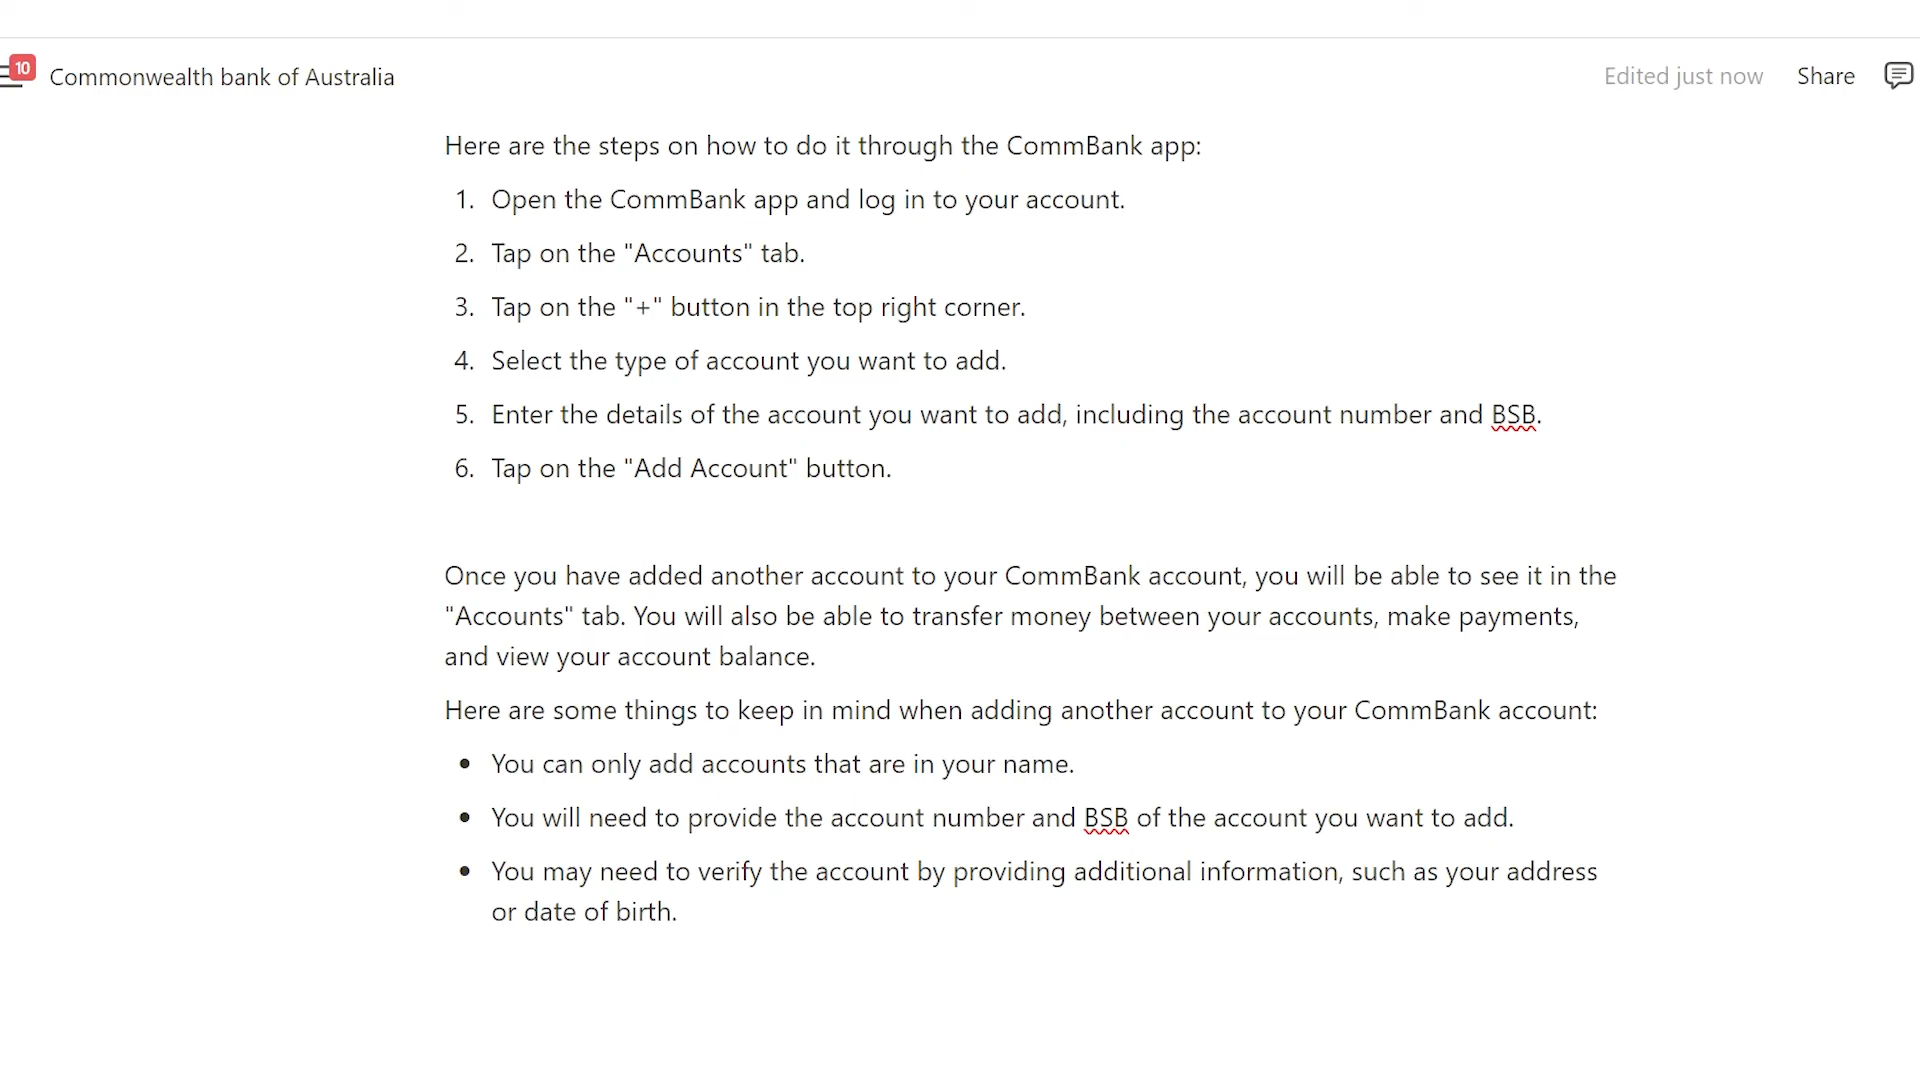 10
Commonwealth bank of Australia
Edited just now
Share
Here are the steps on how to do it through the CommBank app:
1. Open the CommBank app and log in to your account.
2. Tap on the "Accounts" tab.
3. Tap on the "+" button in the top right corner.
4. Select the type of account you want to add.
5. Enter the details of the account you want to add, including the account number and BSB.
6. Tap on the "Add Account" button.
Once you have added another account to your CommBank account, you will be able to see it in the
"Accounts" tab. You will also be able to transfer money between your accounts, make payments,
and view your account balance.
Here are some things to keep in mind when adding another account to your CommBank account:
• You can only add accounts that are in your name.
• You will need to provide the account number and BSB of the account you want to add.
• You may need to verify the account by providing additional information, such as your address
or date of birth.